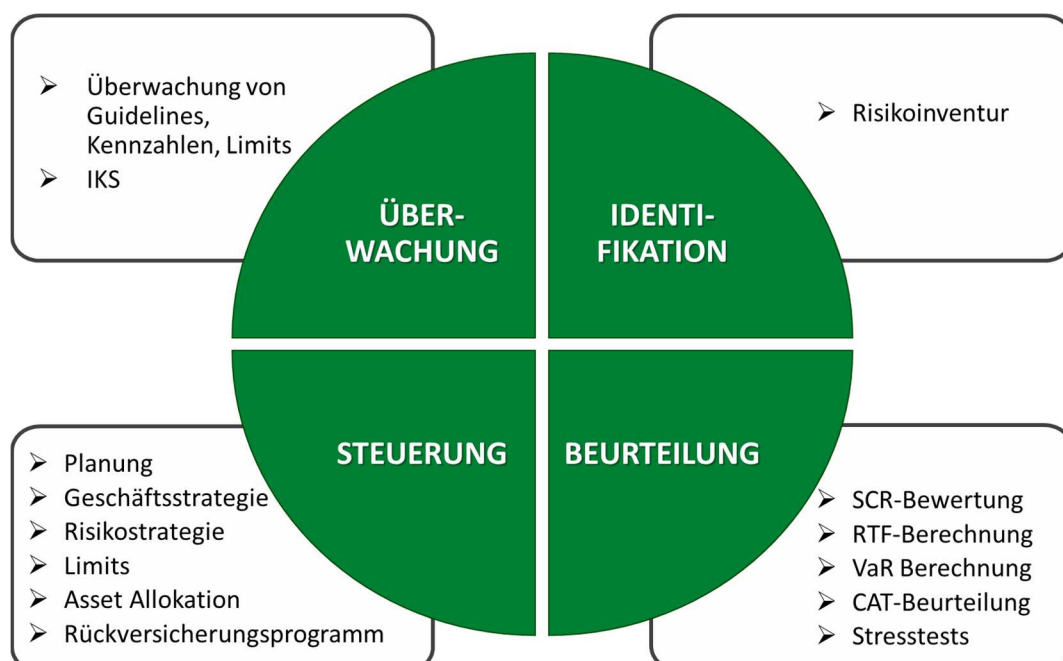 ➢ Überwachung von
Guidelines,
Kennzahlen, Limits
➢ IKS
ÜBER-
WACHUNG
IDENTI-
FIKATION
➢ Risikoinventur
STEUERUNG
BEURTEILUNG
➢ Planung
➢ Geschäftsstrategie
➢ Risikostrategie
➢ Limits
➢ Asset Allokation
➢ Rückversicherungsprogramm
➢ SCR-Bewertung
➢ RTF-Berechnung
➢ VaR Berechnung
➢ CAT-Beurteilung
➢ Stresstests